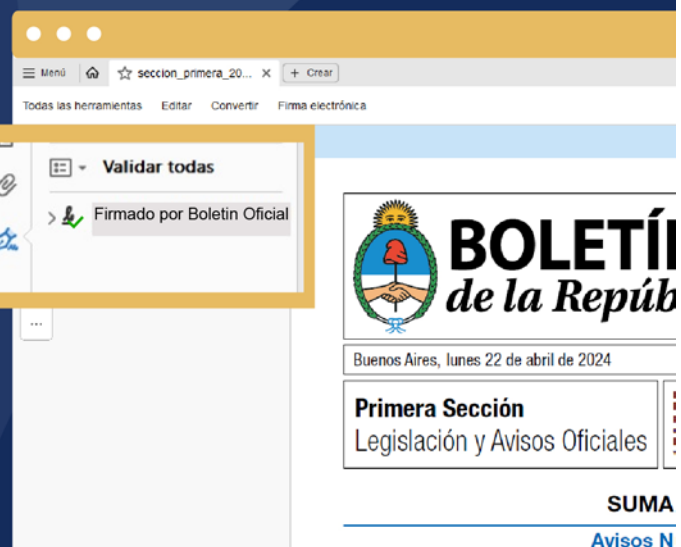 Menú seccion_primera_20... × + Crear
Todas las herramientas Editar Convertir Firma electrónica
Validar todas
Firmado por Boletin Oficial
...
BOLETÍ
de la Repúb
Buenos Aires, lunes 22 de abril de 2024
Primera Sección
Legislación y Avisos Oficiales
SUMA
Avisos N